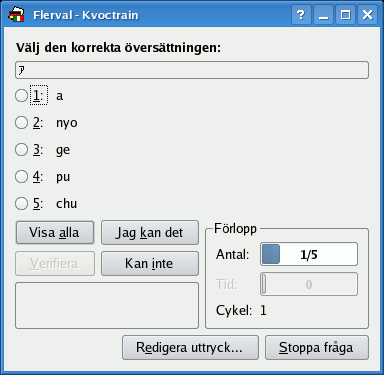 Flerval - Kvoctrain
Välj den korrekta översättningen:
ｱ
1: a
2: nyo
3: ge
4: pu
5: chu
Visa alla
Jag kan det
Verifiera
Kan inte
Förlopp
Antal: 1/5
Tid: 0
Cykel: 1
Redigera uttryck...
Stoppa fråga